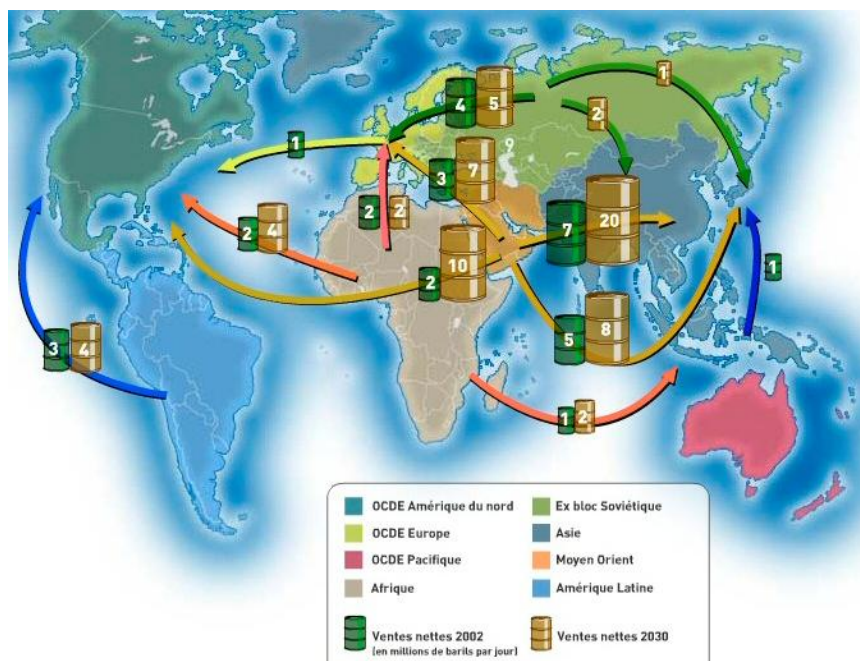 1
4
5
2
1
3
7
9
2
2
2
4
7
20
2
10
1
3
4
5
8
1
2
OCDE Amérique du nord
OCDE Europe
OCDE Pacifique
Afrique
Ex bloc Soviétique
Asie
Moyen Orient
Amérique Latine
Ventes nettes 2002
(en millions de barils par jour)
Ventes nettes 2030